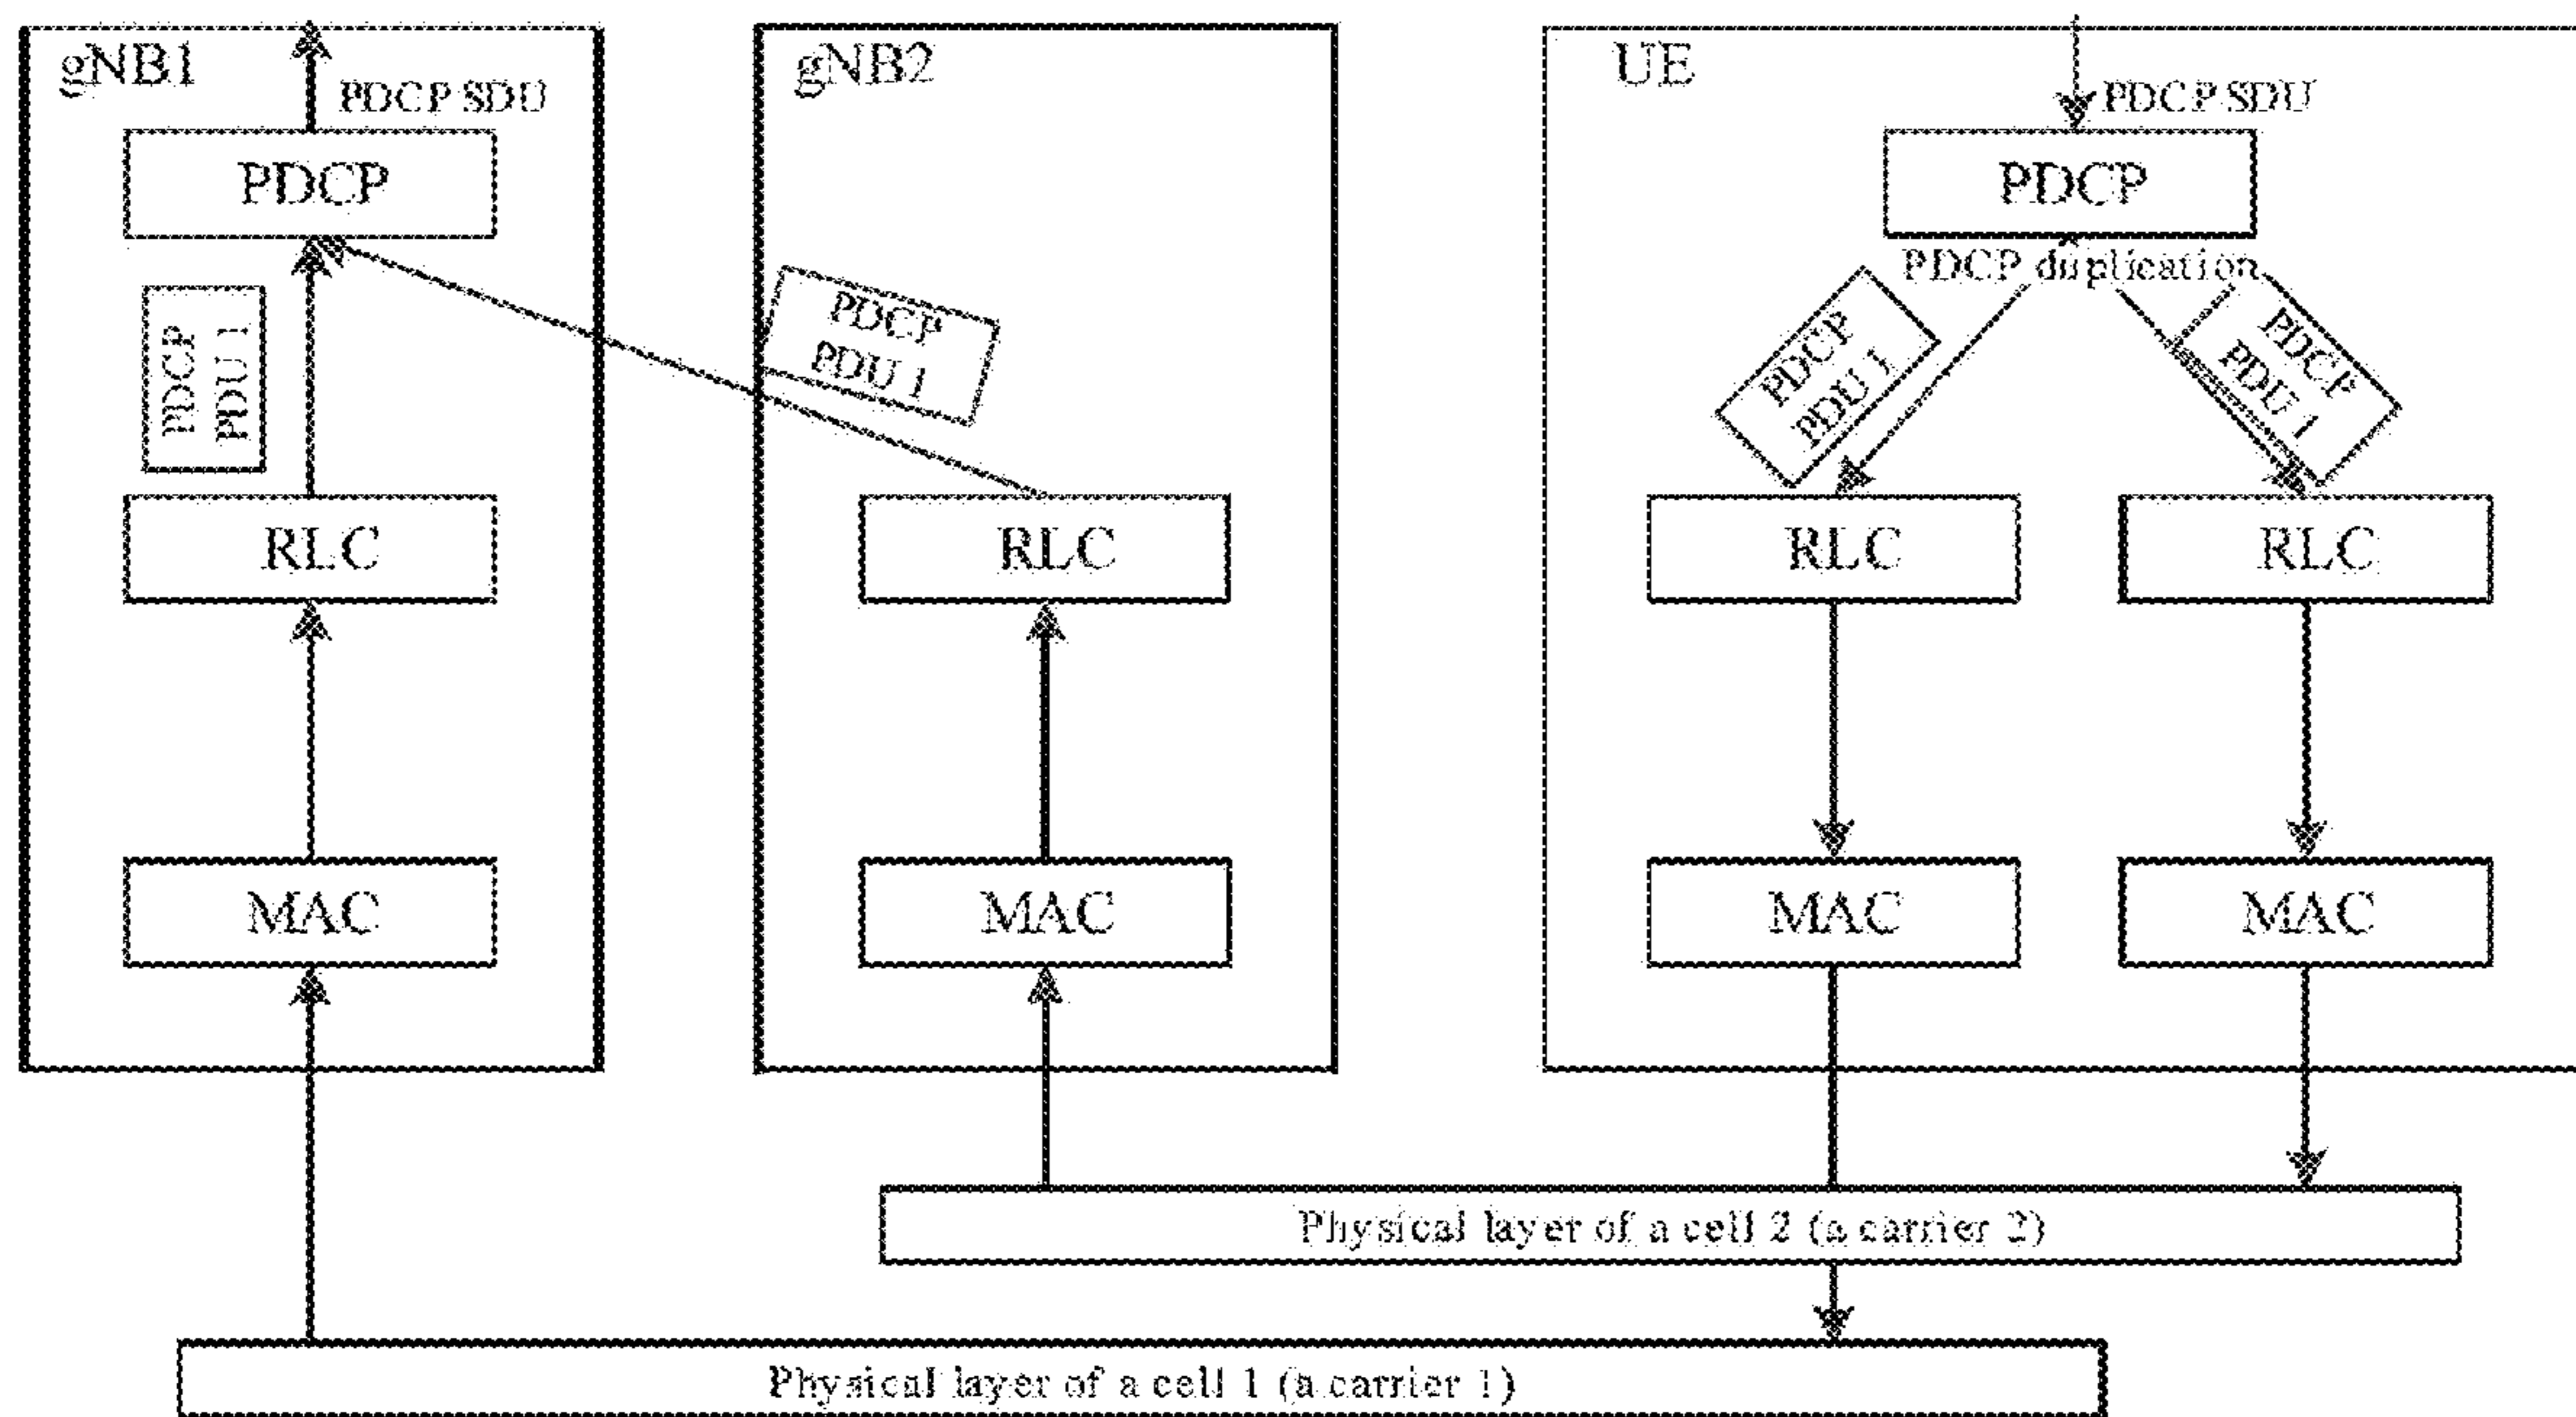 gNB1
PDCP SDU
PDCP
PDCP
PDU 1
RLC
MAC
gNB2
PDCP
PDU 1
RLC
MAC
UE
PDCP SDU
PDCP
PDCP duplication
PDCP
PDU 1
PDCP
PDU 1
RLC
RLC
MAC
MAC
Physical layer of a cell 2 (a carrier 2)
Physical layer of a cell 1 (a carrier 1)